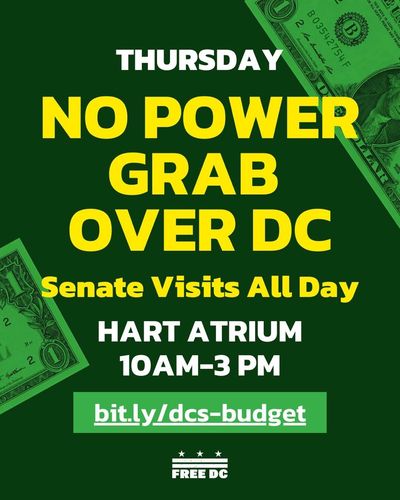 THURSDAY
B03542754F
NO POWER
GRAB
OVER DC
Senate Visits All Day
HART ATRIUM
10AM-3 PM
bit.ly/dcs-budget
FREE DC